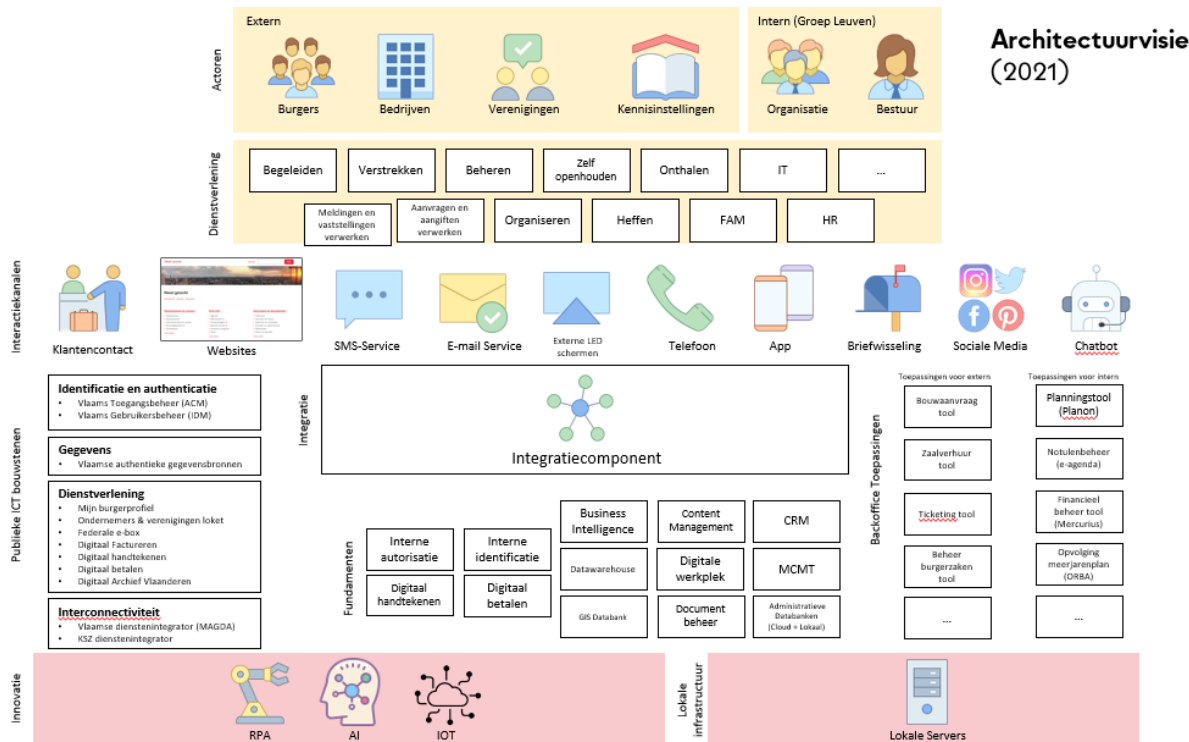 Architectuurvisie
(2021)
Actoren
Extern
Burgers
Bedrijven
Verenigingen
Kennisinstellingen
Intern (Groep Leuven)
Organisatie
Bestuur
Dienstverlening
Begeleiden
Verstrekken
Beheren
Zelf
openhouden
Onthalen
IT
...
Meldingen en
vaststellingen
verwerken
Aanvragen en
aangiften
verwerken
Organiseren
Heffen
FAM
HR
Interactiekanalen
Klantencontact
Websites
SMS-Service
E-mail Service
Externe LED
schermen
Telefoon
App
Briefwisseling
Sociale Media
Chatbot
Publieke ICT bouwstenen
Identificatie en authenticatie
• Vlaams Toegangsbeheer (ACM)
• Vlaams Gebruikersbeheer (IDM)
Gegevens
• Vlaamse authentieke gegevensbronnen
Dienstverlening
• Mijn burgerprofiel
• Ondernemers & verenigingen loket
• Federale e-box
• Digitaal Factureren
• Digitaal handtekenen
• Digitaal betalen
• Digitaal Archief Vlaanderen
Interconnectiviteit
• Vlaamse dienstenintegrator (MAGDA)
• KSZ dienstenintegrator
Integratie
Integratiecomponent
Fundamenten
Interne
autorisatie
Interne
identificatie
Digitaal
handtekenen
Digitaal
betalen
Business
Intelligence
Content
Management
CRM
Datawarehouse
Digitale
werkplek
MCMT
GIS Databank
Document
beheer
Administratieve
Databanken
(Cloud + Lokaal)
Backoffice Toepassingen
Toepassingen voor extern
Bouwaanvraag
tool
Zaalverhuur
tool
Ticketing tool
Beheer
burgerzaken
tool
...
Toepassingen voor intern
Planningstool
(Planon)
Notulenbeheer
(e-agenda)
Financieel
beheer tool
(Mercurius)
Opvolging
meerjarenplan
(ORBA)
...
Innovatie
RPA
AI
IOT
Lokale
infrastructuur
Lokale Servers